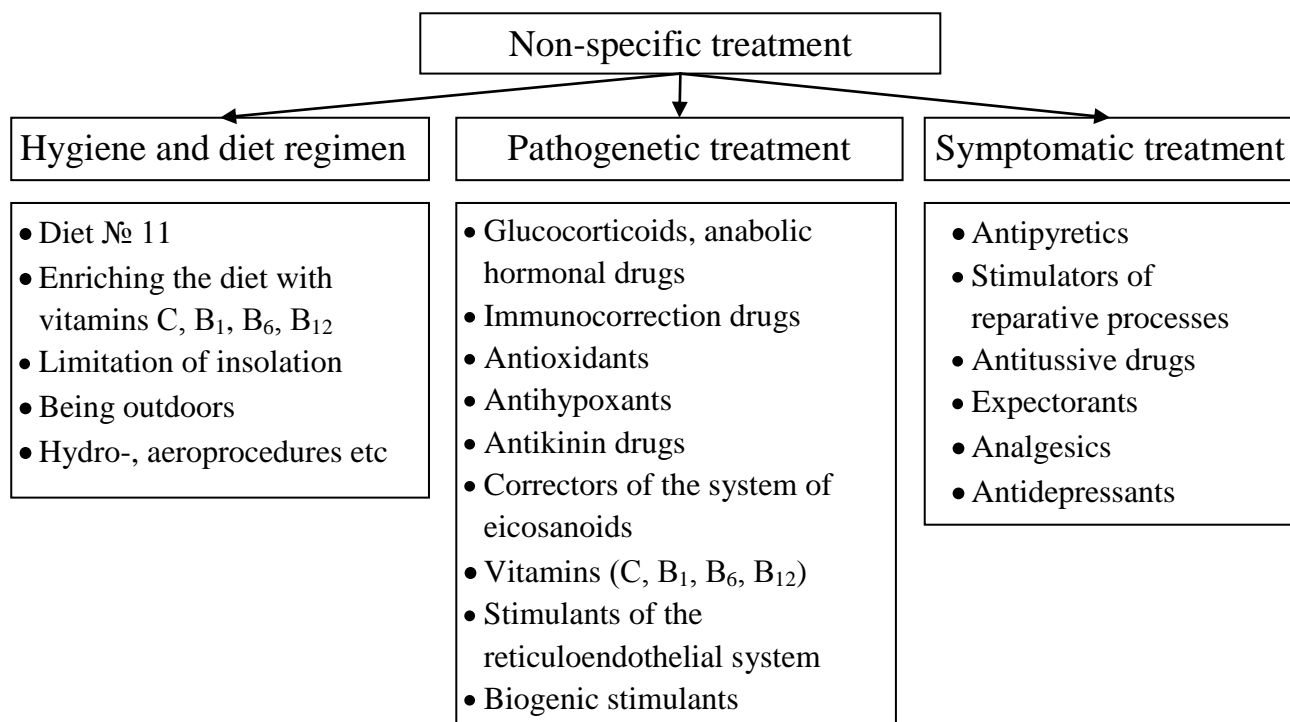 Non-specific treatment
Hygiene and diet regimen
Pathogenetic treatment
Symptomatic treatment
• Diet № 11
• Enriching the diet with
vitamins C, B₁, B₆, B₁₂
• Limitation of insolation
• Being outdoors
• Hydro-, aeroprocedures etc
• Glucocorticoids, anabolic
hormonal drugs
• Immunocorrection drugs
• Antioxidants
• Antihypoxants
• Antikinin drugs
• Correctors of the system of
eicosanoids
• Vitamins (C, B₁, B₆, B₁₂)
• Stimulants of the
reticuloendothelial system
• Biogenic stimulants
• Antipyretics
• Stimulators of
reparative processes
• Antitussive drugs
• Expectorants
• Analgesics
• Antidepressants